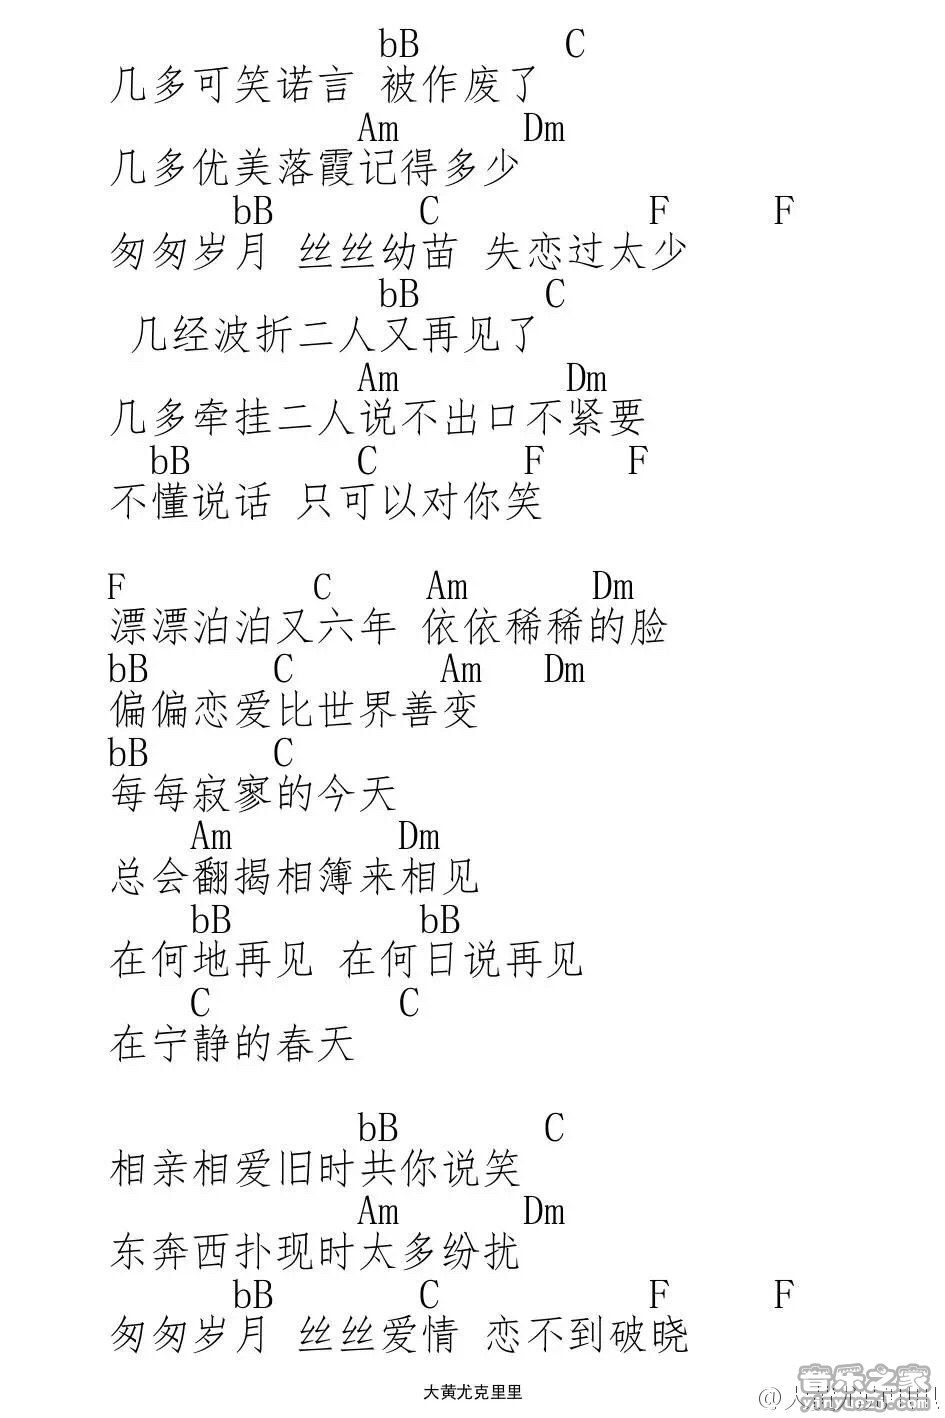 bB C
几多可笑诺言 被作废了
Am Dm
几多优美落霞记得多少
bB C F F
匆匆岁月 丝丝幼苗 失恋过太少
bB C
几经波折二人又再见了
Am Dm
几多牵挂二人说不出口不紧要
bB C F F
不懂说话 只可以对你笑
F C Am Dm
漂漂泊泊又六年 依依稀稀的脸
bB C Am Dm
偏偏恋爱比世界善变
bB C
每每寂寥的今天
Am Dm
总会翻揭相簿来相见
bB bB
在何地再见 在何日说再见
C C
在宁静的春天
bB C
相亲相爱旧时共你说笑
Am Dm
东奔西扑现时太多纷扰
bB C F F
匆匆岁月 丝丝爱情 恋不到破晓
大黄尤克里里
音乐之家
yinyuezj.com